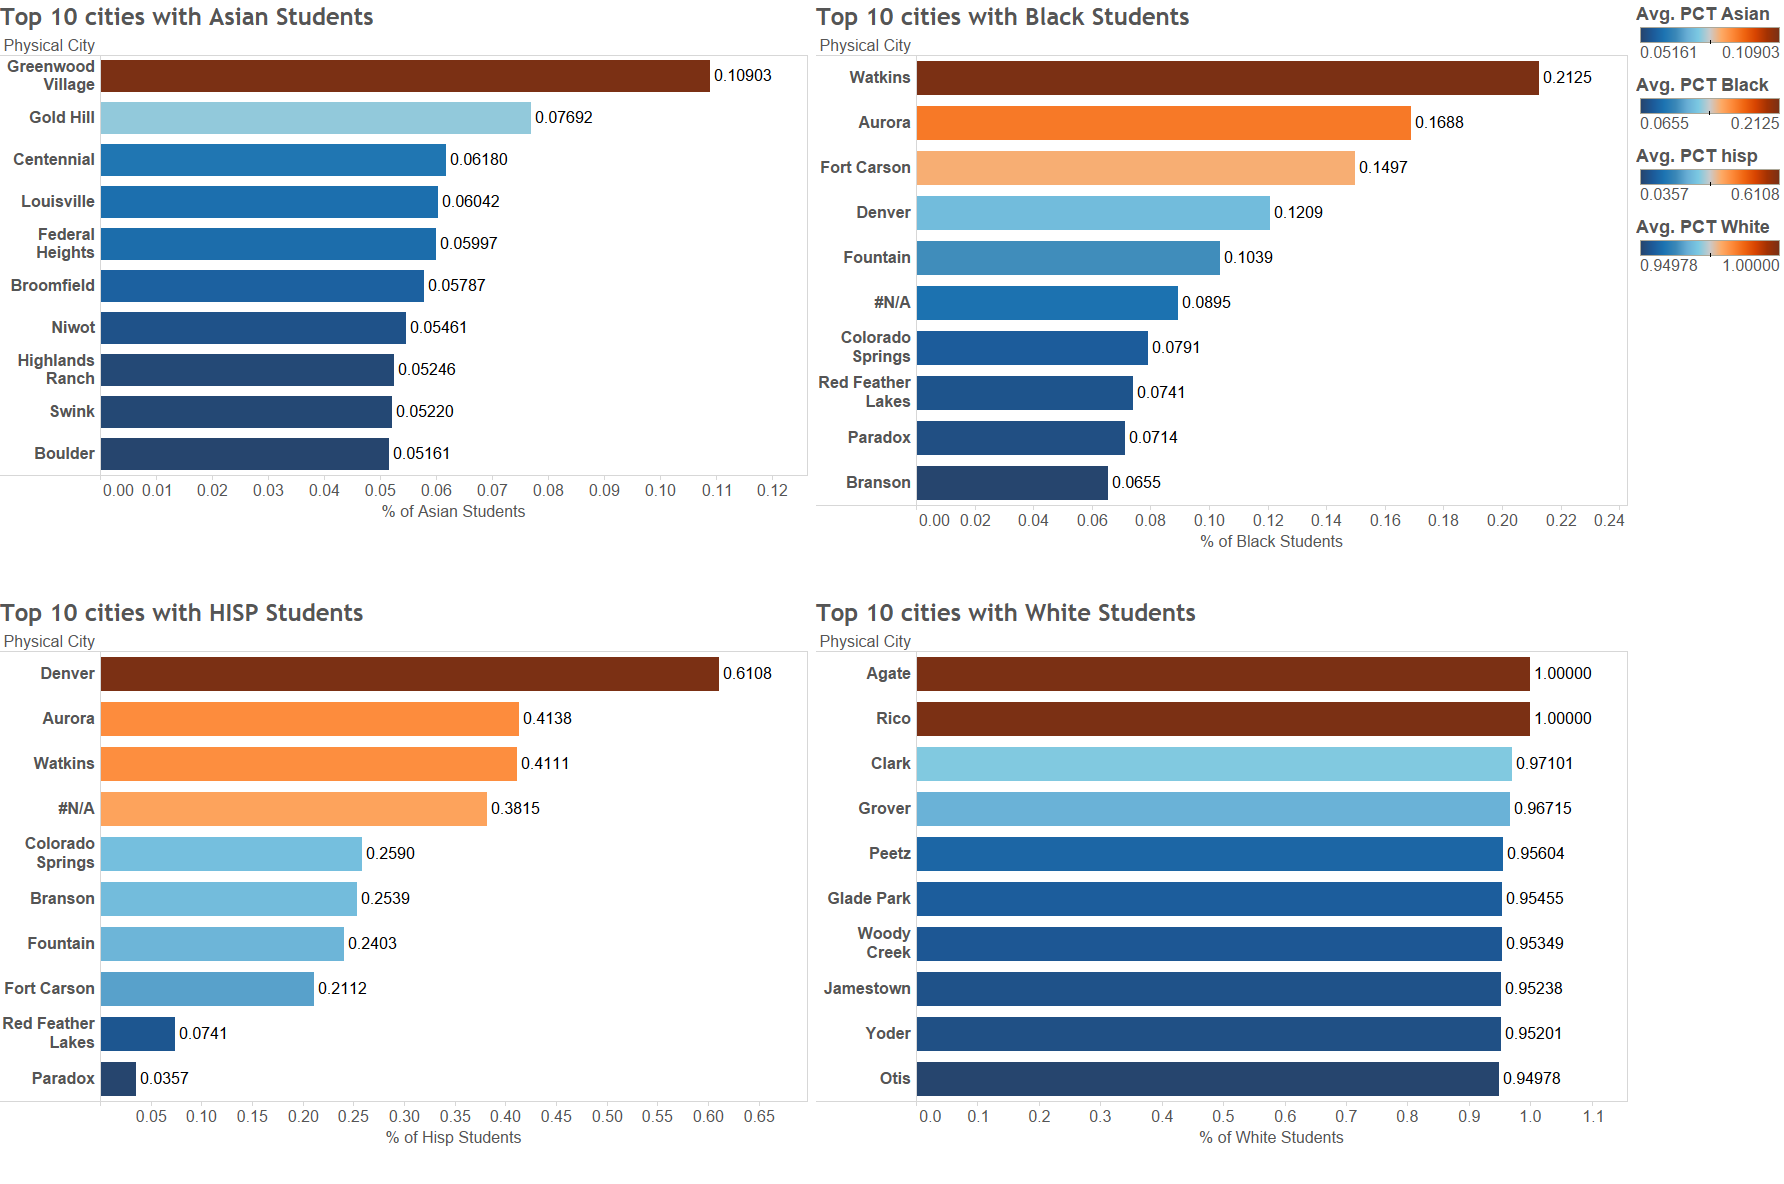 Top 10 cities with Asian Students
Physical City
Greenwood
Village
0.10903
Gold Hill
0.07692
Centennial
0.06180
Louisville
0.06042
Federal
Heights
0.05997
Broomfield
0.05787
Niwot
0.05461
Highlands
Ranch
0.05246
Swink
0.05220
Boulder
0.05161
0.00 0.01 0.02 0.03 0.04 0.05 0.06 0.07 0.08 0.09 0.10 0.11 0.12
% of Asian Students
Top 10 cities with Black Students
Physical City
Watkins
0.2125
Aurora
0.1688
Fort Carson
0.1497
Denver
0.1209
Fountain
0.1039
#N/A
0.0895
Colorado
Springs
0.0791
Red Feather
Lakes
0.0741
Paradox
0.0714
Branson
0.0655
0.00 0.02 0.04 0.06 0.08 0.10 0.12 0.14 0.16 0.18 0.20 0.22 0.24
% of Black Students
Avg. PCT Asian
0.05161 0.10903
Avg. PCT Black
0.0655 0.2125
Avg. PCT hisp
0.0357 0.6108
Avg. PCT White
0.94978 1.00000
Top 10 cities with HISP Students
Physical City
Denver
0.6108
Aurora
0.4138
Watkins
0.4111
#N/A
0.3815
Colorado
Springs
0.2590
Branson
0.2539
Fountain
0.2403
Fort Carson
0.2112
Red Feather
Lakes
0.0741
Paradox
0.0357
0.05 0.10 0.15 0.20 0.25 0.30 0.35 0.40 0.45 0.50 0.55 0.60 0.65
% of Hisp Students
Top 10 cities with White Students
Physical City
Agate
1.00000
Rico
1.00000
Clark
0.97101
Grover
0.96715
Peetz
0.95604
Glade Park
0.95455
Woody
Creek
0.95349
Jamestown
0.95238
Yoder
0.95201
Otis
0.94978
0.0 0.1 0.2 0.3 0.4 0.5 0.6 0.7 0.8 0.9 1.0 1.1
% of White Students